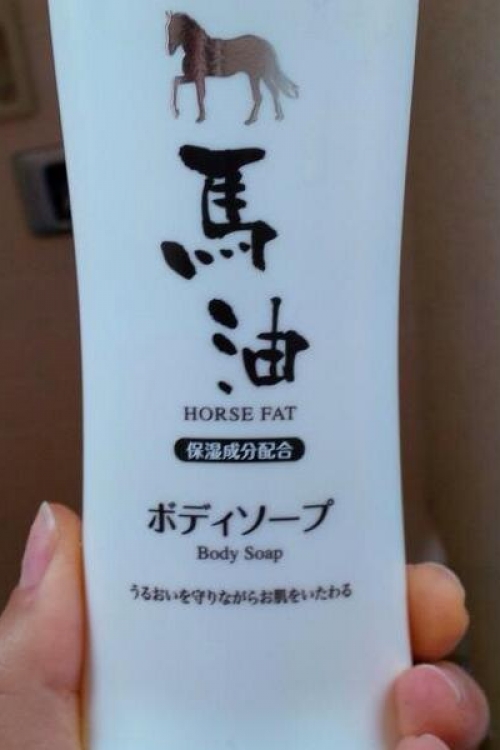 馬
油
HORSE FAT
保湿成分配合
ボディソープ
Body Soap
うるおいを守りながらお肌をいたわる